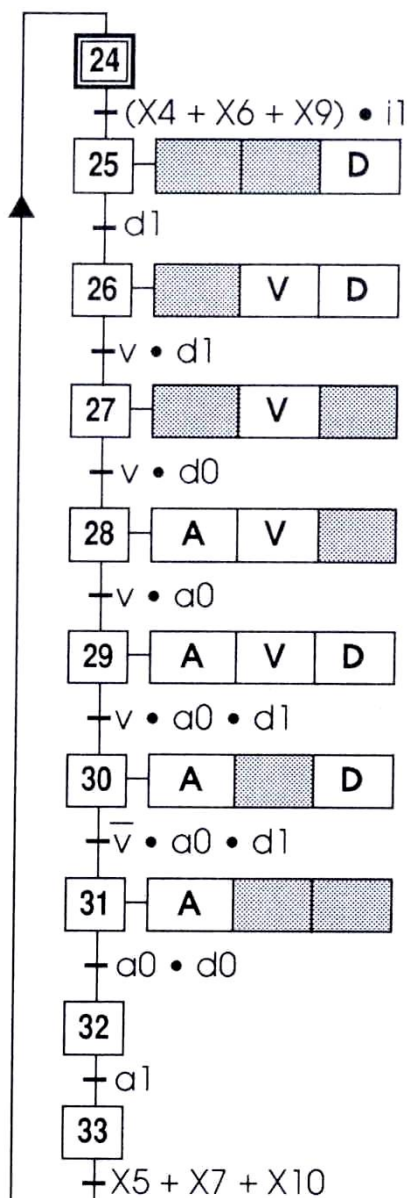 24
(X4 + X6 + X9) • i1
25 D
d1
26 V D
v • d1
27 V
v • d0
28 A V
v • a0
29 A V D
v • a0 • d1
30 A D
v̅ • a0 • d1
31 A
a0 • d0
32
a1
33
X5 + X7 + X10